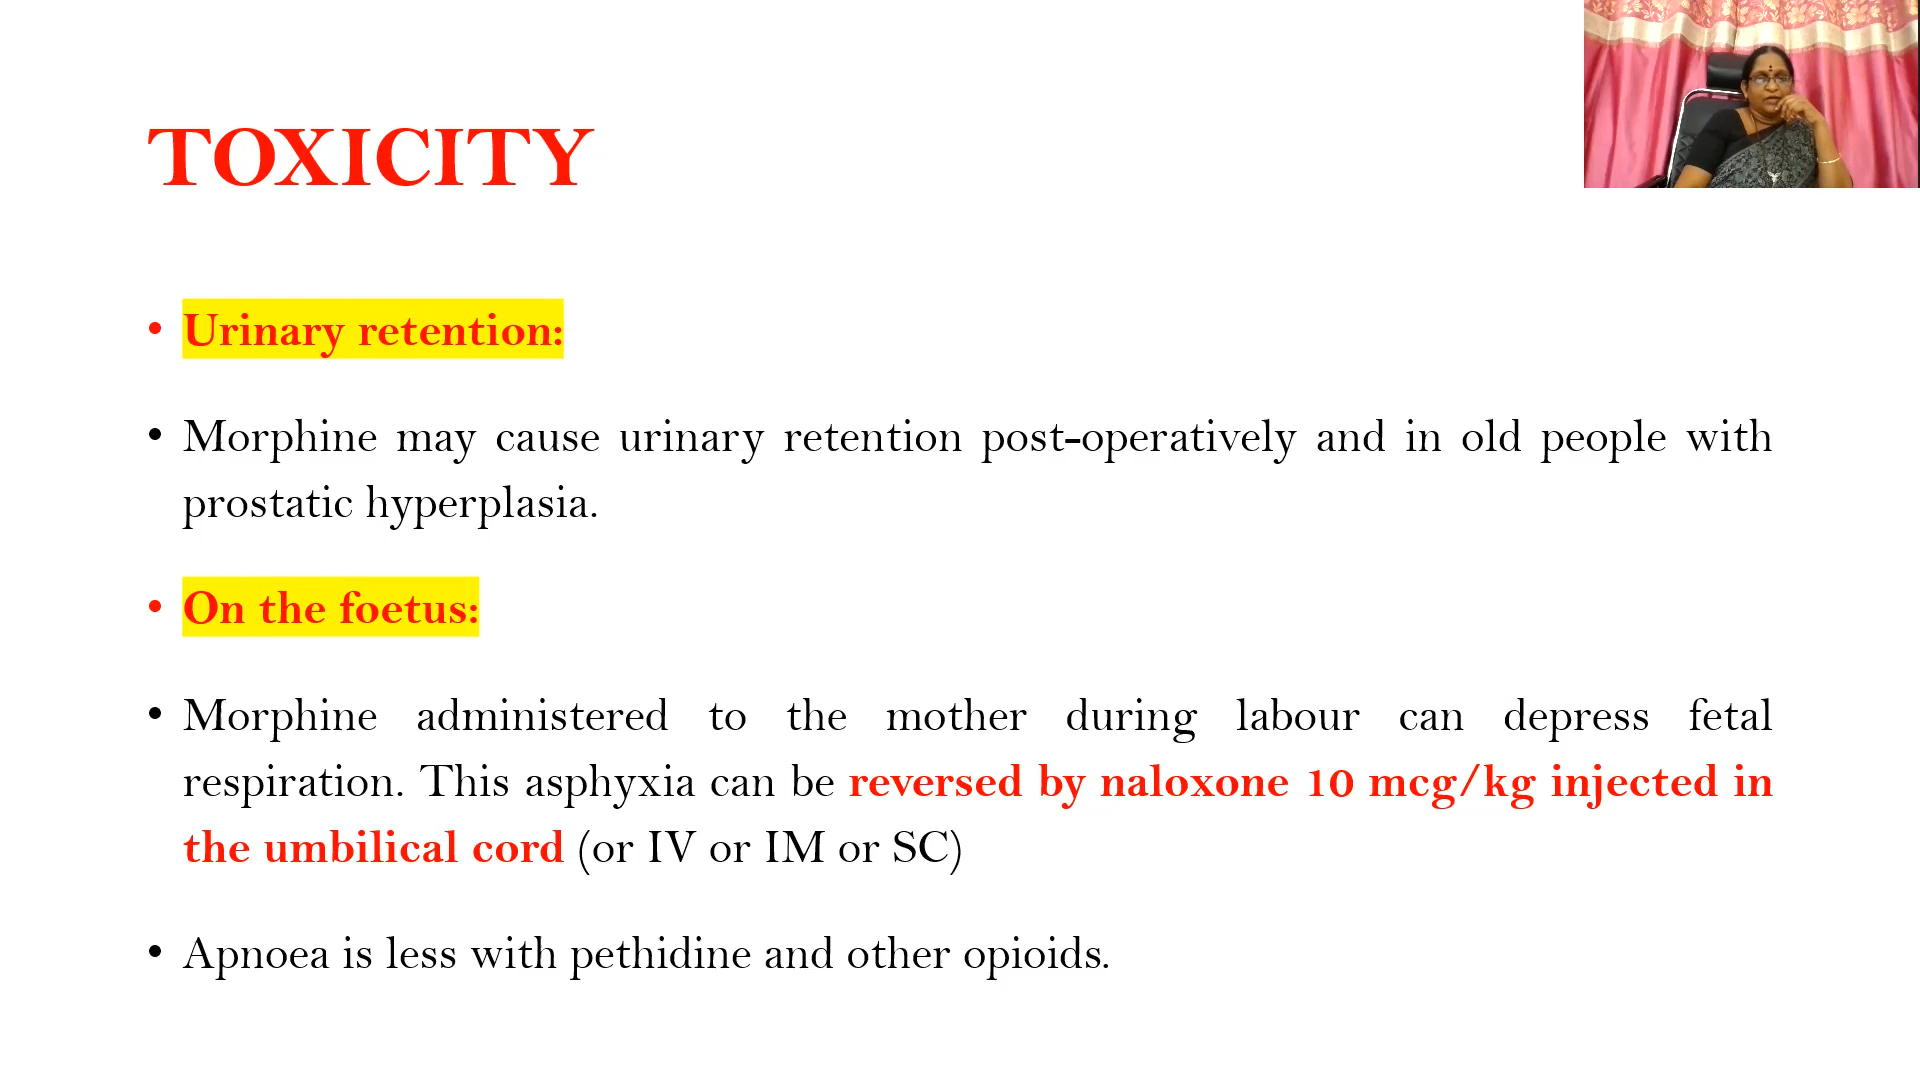 TOXICITY
• Urinary retention:
• Morphine may cause urinary retention post-operatively and in old people with
prostatic hyperplasia.
• On the foetus:
• Morphine administered to the mother during labour can depress fetal
respiration. This asphyxia can be reversed by naloxone 10 mcg/kg injected in
the umbilical cord (or IV or IM or SC)
• Apnoea is less with pethidine and other opioids.